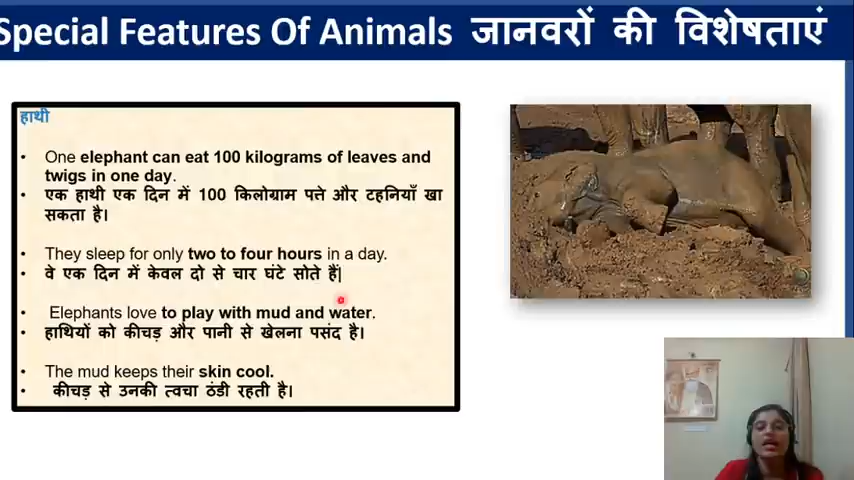 Special Features Of Animals जानवरों की विशेषताएं
हाथी
• One elephant can eat 100 kilograms of leaves and
twigs in one day.
• एक हाथी एक दिन में 100 किलोग्राम पत्ते और टहनियाँ खा
सकता है।
• They sleep for only two to four hours in a day.
• वे एक दिन में केवल दो से चार घंटे सोते हैं|
• Elephants love to play with mud and water.
• हाथियों को कीचड़ और पानी से खेलना पसंद है।
• The mud keeps their skin cool.
• कीचड़ से उनकी त्वचा ठंडी रहती है।